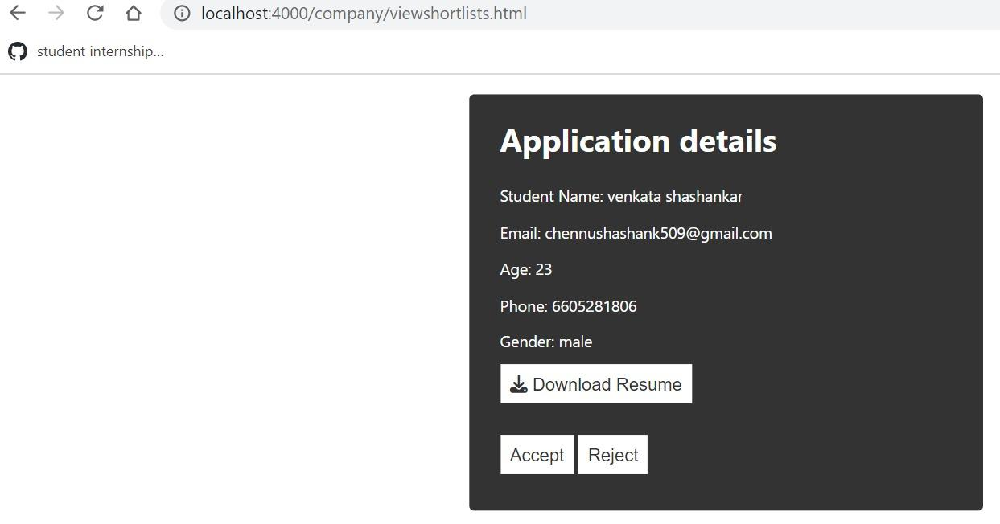 localhost:4000/company/viewshortlists.html
student internship...
Application details
Student Name: venkata shashankar
Email: chennushashank509@gmail.com
Age: 23
Phone: 6605281806
Gender: male
Download Resume
Accept Reject